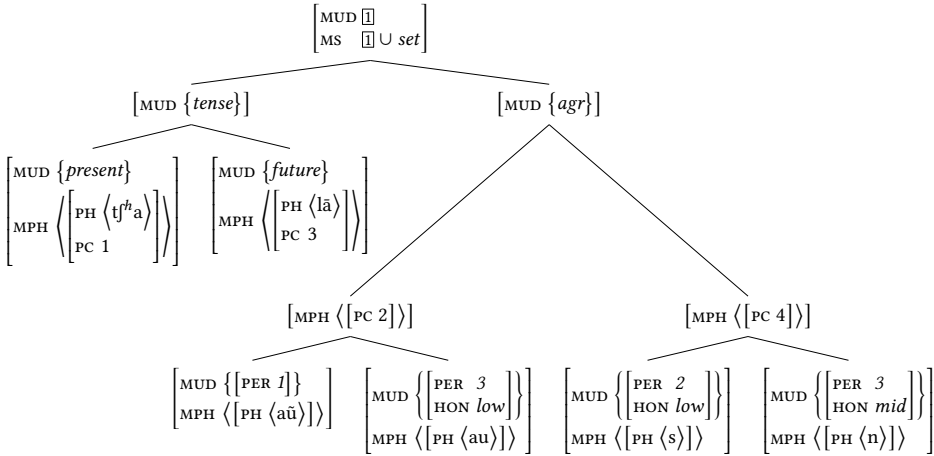 [MUD [1]
MS [1] ∪ set]
[MUD {tense}] [MUD {agr}]
[MUD {present}
MPH ⟨[PH ⟨tʃʰa⟩
PC 1]⟩]
[MUD {future}
MPH ⟨[PH ⟨lā⟩
PC 3]⟩]
[MPH ⟨[PC 2]⟩] [MPH ⟨[PC 4]⟩]
[MUD {[PER 1]}
MPH ⟨[PH ⟨aũ⟩]⟩]
[MUD {[PER 3
HON low]}
MPH ⟨[PH ⟨au⟩]⟩]
[MUD {[PER 2
HON low]}
MPH ⟨[PH ⟨s⟩]⟩]
[MUD {[PER 3
HON mid]}
MPH ⟨[PH ⟨n⟩]⟩]